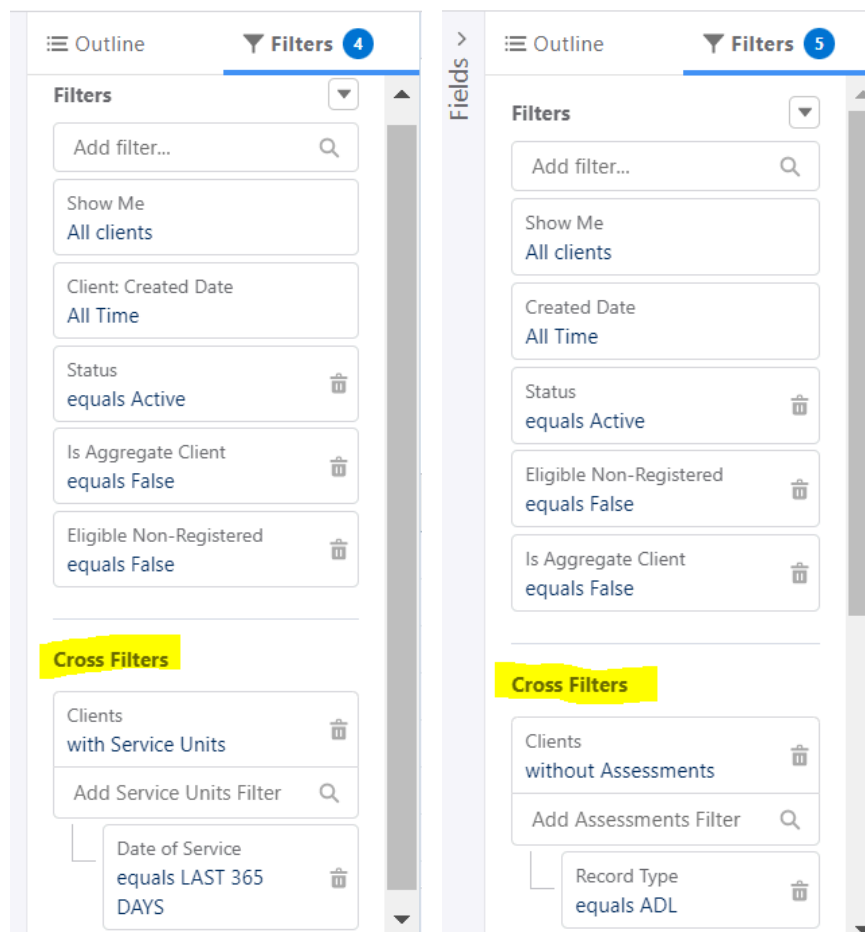 Outline
Filters 4
Filters
Add filter...
Show Me
All clients
Client: Created Date
All Time
Status
equals Active
Is Aggregate Client
equals False
Eligible Non-Registered
equals False
Cross Filters
Clients
with Service Units
Add Service Units Filter
Date of Service
equals LAST 365
DAYS
Fields
Outline
Filters 5
Filters
Add filter...
Show Me
All clients
Created Date
All Time
Status
equals Active
Eligible Non-Registered
equals False
Is Aggregate Client
equals False
Cross Filters
Clients
without Assessments
Add Assessments Filter
Record Type
equals ADL